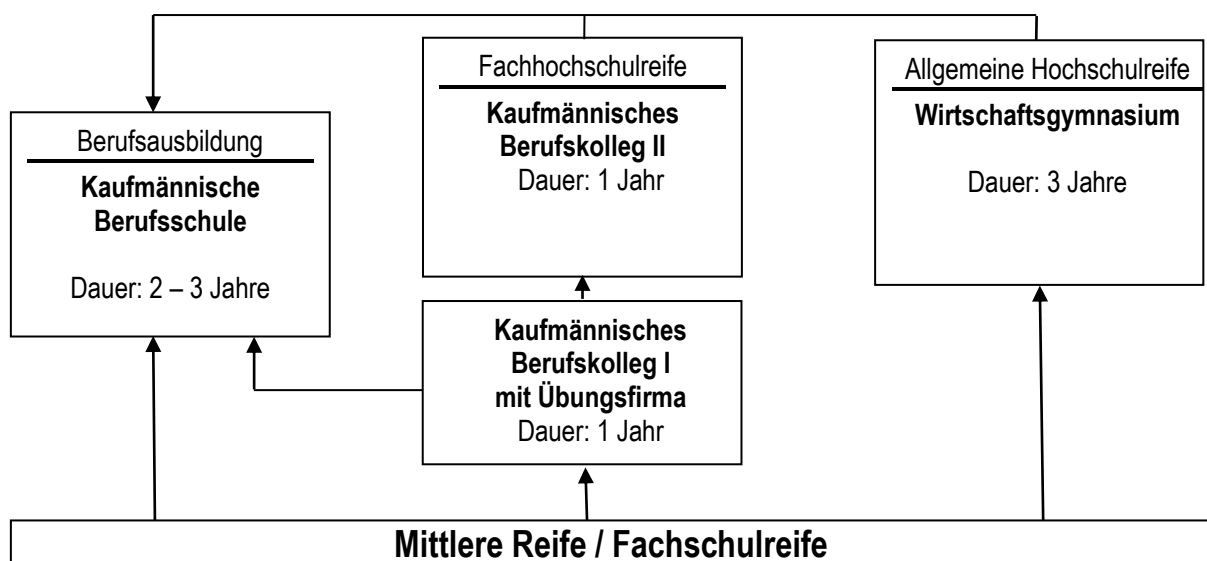 Fachhochschulreife
Kaufmännisches
Berufskolleg II
Dauer: 1 Jahr
Allgemeine Hochschulreife
Wirtschaftsgymnasium
Dauer: 3 Jahre
Berufsausbildung
Kaufmännische
Berufsschule
Dauer: 2 – 3 Jahre
Kaufmännisches
Berufskolleg I
mit Übungsfirma
Dauer: 1 Jahr
Mittlere Reife / Fachschulreife